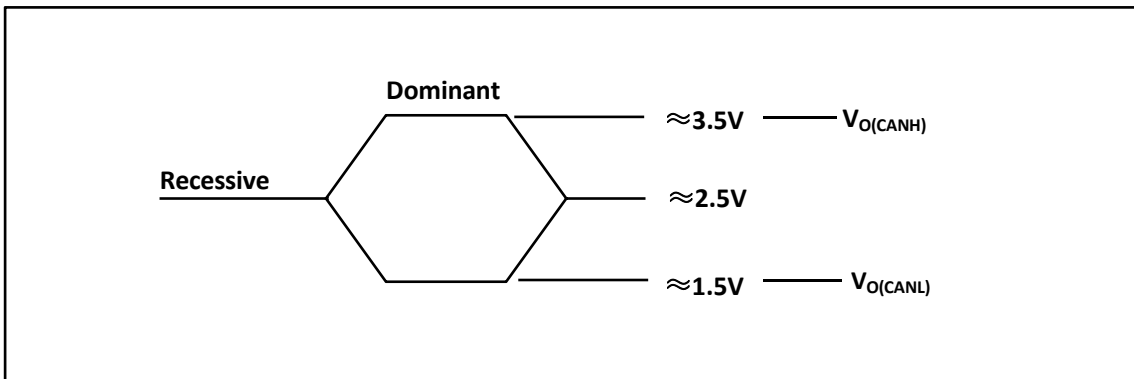 Dominant
≈3.5V V_O(CANH)
Recessive
≈2.5V
≈1.5V V_O(CANL)